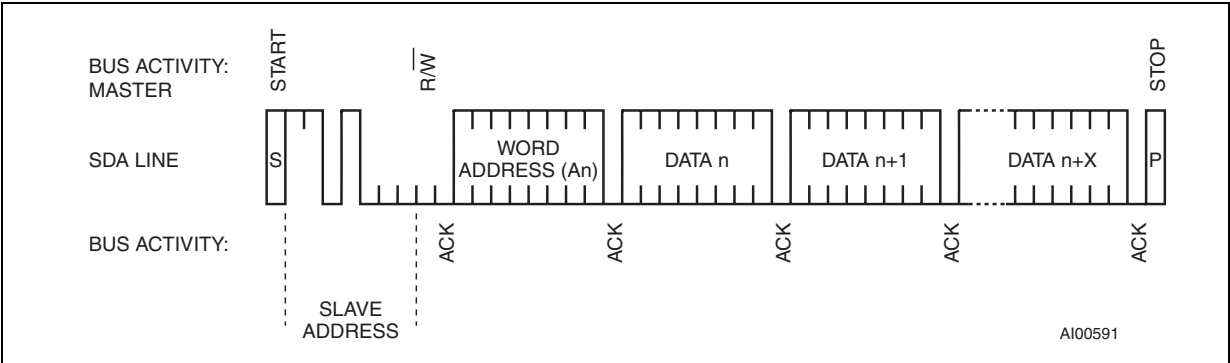 BUS ACTIVITY:
MASTER
START
R/W
STOP
SDA LINE
S
WORD
ADDRESS (An)
DATA n
DATA n+1
DATA n+X
P
BUS ACTIVITY:
ACK
ACK
ACK
ACK
ACK
SLAVE
ADDRESS
AI00591